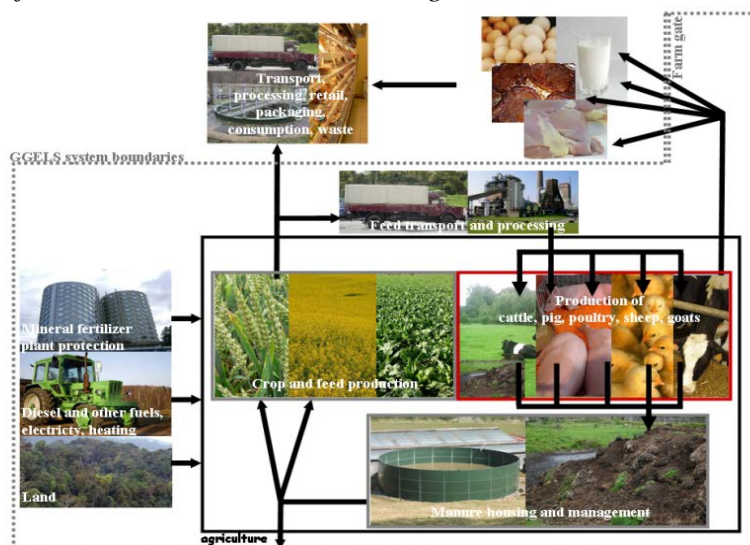 Farm gate
Transport,
processing, retail,
packaging,
consumption, waste
GGELS system boundaries
Feed transport and processing
Mineral fertilizer
plant protection
Production of
cattle, pig, poultry, sheep, goats
Crop and feed production
Diesel and other fuels,
electricty, heating
Land
Manure housing and management
agriculture